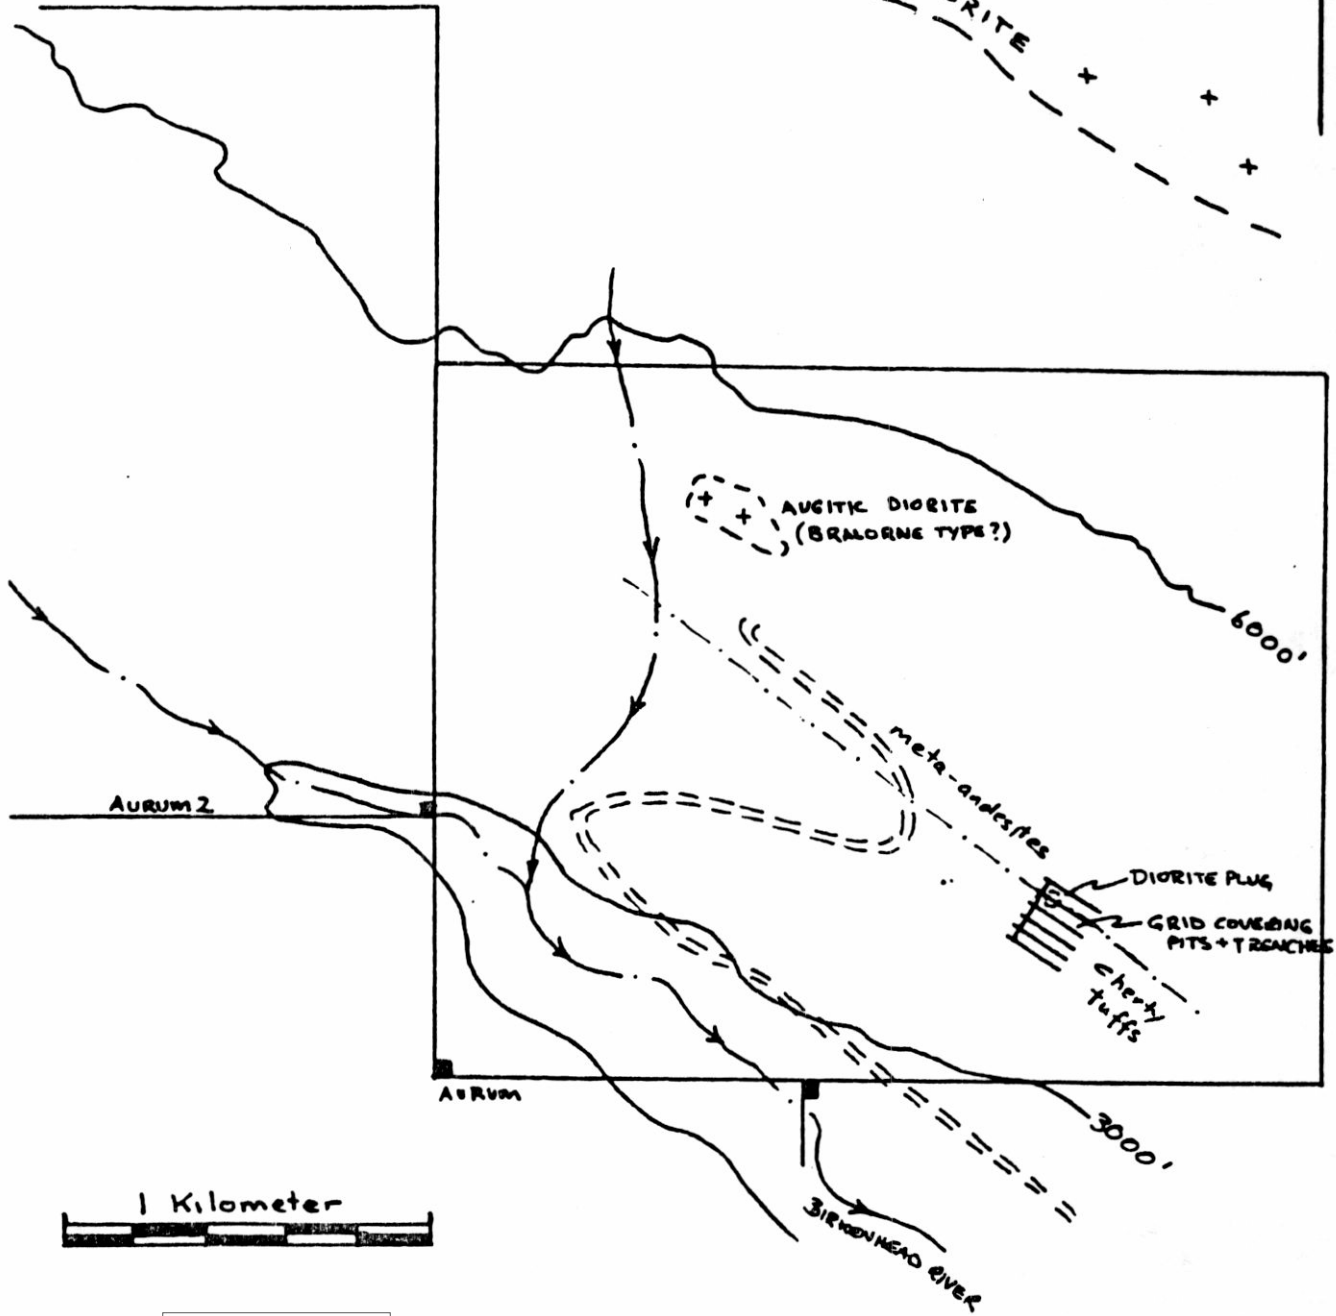 AUGITIC DIORITE
(BRALORNE TYPE?)
6000'
meta-andesites
AURUM 2
DIORITE PLUG
GRID COVERING
PITS + TRENCHES
cherty
tuffs
AURUM
3000'
1 Kilometer
BIRKENHEAD RIVER